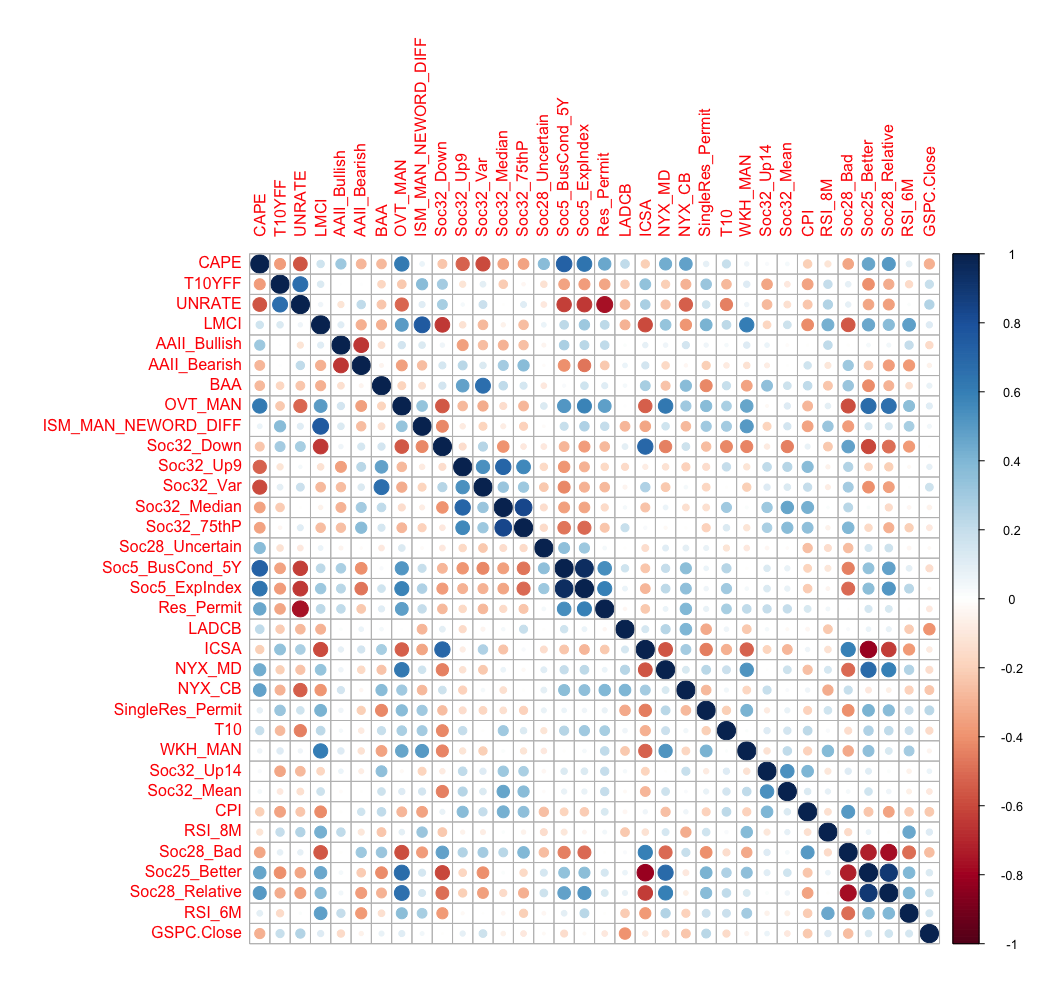 CAPE
T10YFF
UNRATE
LMCI
AAII_Bullish
AAII_Bearish
BAA
OVT_MAN
ISM_MAN_NEWORD_DIFF
Soc32_Down
Soc32_Up9
Soc32_Var
Soc32_Median
Soc32_75thP
Soc28_Uncertain
Soc5_BusCond_5Y
Soc5_ExpIndex
Res_Permit
LADCB
ICSA
NYX_MD
NYX_CB
SingleRes_Permit
T10
WKH_MAN
Soc32_Up14
Soc32_Mean
CPI
RSI_8M
Soc28_Bad
Soc25_Better
Soc28_Relative
RSI_6M
GSPC.Close
CAPE
T10YFF
UNRATE
LMCI
AAII_Bullish
AAII_Bearish
BAA
OVT_MAN
ISM_MAN_NEWORD_DIFF
Soc32_Down
Soc32_Up9
Soc32_Var
Soc32_Median
Soc32_75thP
Soc28_Uncertain
Soc5_BusCond_5Y
Soc5_ExpIndex
Res_Permit
LADCB
ICSA
NYX_MD
NYX_CB
SingleRes_Permit
T10
WKH_MAN
Soc32_Up14
Soc32_Mean
CPI
RSI_8M
Soc28_Bad
Soc25_Better
Soc28_Relative
RSI_6M
GSPC.Close
1
0.8
0.6
0.4
0.2
0
-0.2
-0.4
-0.6
-0.8
-1